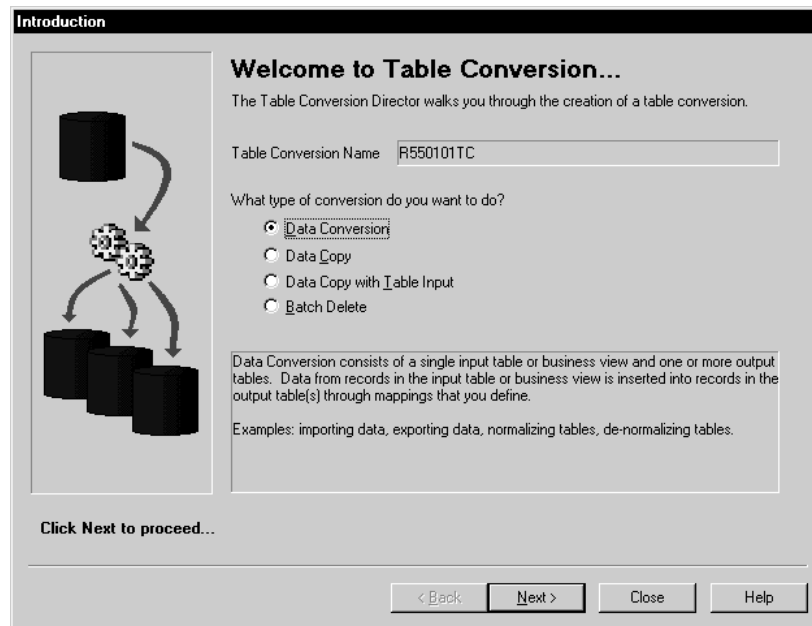 Introduction
Welcome to Table Conversion...
The Table Conversion Director walks you through the creation of a table conversion.
Table Conversion Name R550101TC
What type of conversion do you want to do?
Data Conversion
Data Copy
Data Copy with Table Input
Batch Delete
Data Conversion consists of a single input table or business view and one or more output
tables. Data from records in the input table or business view is inserted into records in the
output table(s) through mappings that you define.
Examples: importing data, exporting data, normalizing tables, de-normalizing tables.
Click Next to proceed...
< Back Next > Close Help